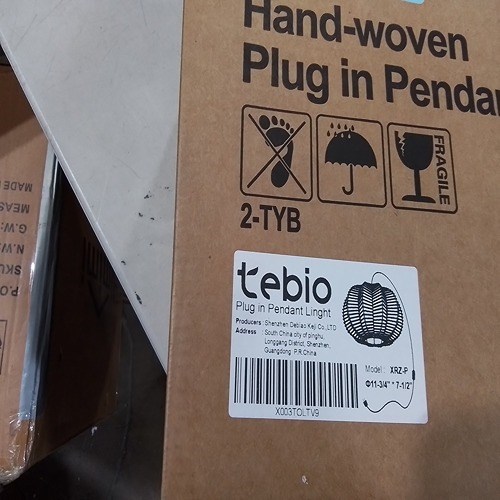 Hand-woven
Plug in Pendan
FRAGILE
2-TYB
tebio
Plug in Pendant Linght
Producers: Shenzhen Debiao Keji Co.,LTD
Address : South China city of pinghu,
Longgang District, Shenzhen,
Guangdong P.R.China
Model : XRZ-P
Φ11-3/4" * 7-1/2"
X003TOLTV9
MADE
MEAS
G.W.:
N.W.:
SKU
P.O.